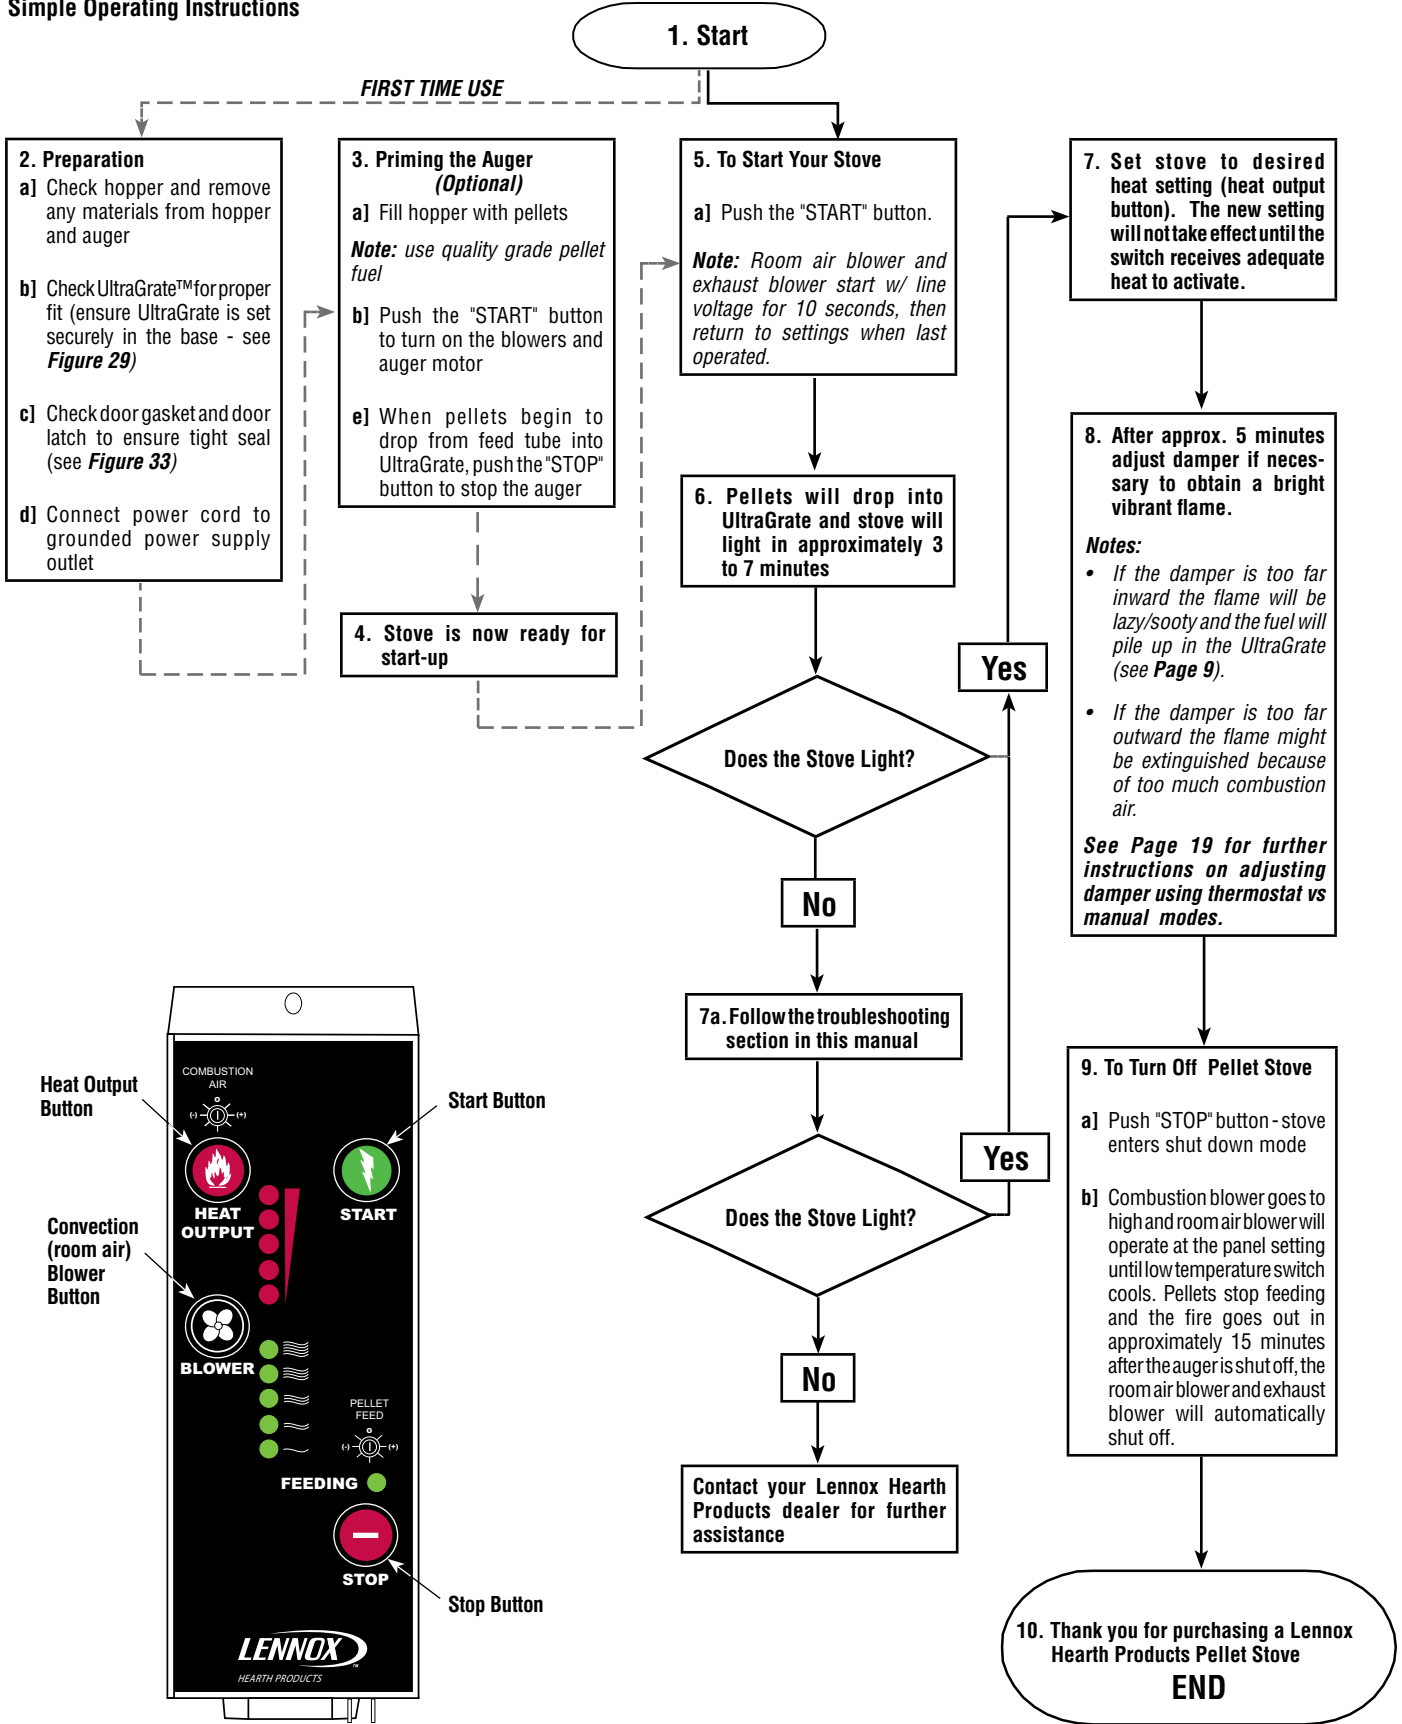 Simple Operating Instructions
1. Start
FIRST TIME USE
2. Preparation
a] Check hopper and remove
any materials from hopper
and auger
b] Check UltraGrate™ for proper
fit (ensure UltraGrate is set
securely in the base - see
Figure 29)
c] Check door gasket and door
latch to ensure tight seal
(see Figure 33)
d] Connect power cord to
grounded power supply
outlet
3. Priming the Auger
(Optional)
a] Fill hopper with pellets
Note: use quality grade pellet
fuel
b] Push the "START" button
to turn on the blowers and
auger motor
e] When pellets begin to
drop from feed tube into
UltraGrate, push the "STOP"
button to stop the auger
4. Stove is now ready for
start-up
5. To Start Your Stove
a] Push the "START" button.
Note: Room air blower and
exhaust blower start w/ line
voltage for 10 seconds, then
return to settings when last
operated.
6. Pellets will drop into
UltraGrate and stove will
light in approximately 3
to 7 minutes
Does the Stove Light?
Yes
No
7a. Follow the troubleshooting
section in this manual
Does the Stove Light?
Yes
No
Contact your Lennox Hearth
Products dealer for further
assistance
7. Set stove to desired
heat setting (heat output
button). The new setting
will not take effect until the
switch receives adequate
heat to activate.
8. After approx. 5 minutes
adjust damper if neces-
sary to obtain a bright
vibrant flame.
Notes:
• If the damper is too far
inward the flame will be
lazy/sooty and the fuel will
pile up in the UltraGrate
(see Page 9).
• If the damper is too far
outward the flame might
be extinguished because
of too much combustion
air.
See Page 19 for further
instructions on adjusting
damper using thermostat vs
manual modes.
9. To Turn Off Pellet Stove
a] Push "STOP" button - stove
enters shut down mode
b] Combustion blower goes to
high and room air blower will
operate at the panel setting
until low temperature switch
cools. Pellets stop feeding
and the fire goes out in
approximately 15 minutes
after the auger is shut off, the
room air blower and exhaust
blower will automatically
shut off.
10. Thank you for purchasing a Lennox
Hearth Products Pellet Stove
END
Heat Output
Button
Convection
(room air)
Blower
Button
Start Button
Stop Button
COMBUSTION
AIR
O
(-) (+)
HEAT
OUTPUT
START
BLOWER
PELLET
FEED
O
(-) (+)
FEEDING
STOP
LENNOX™
HEARTH PRODUCTS